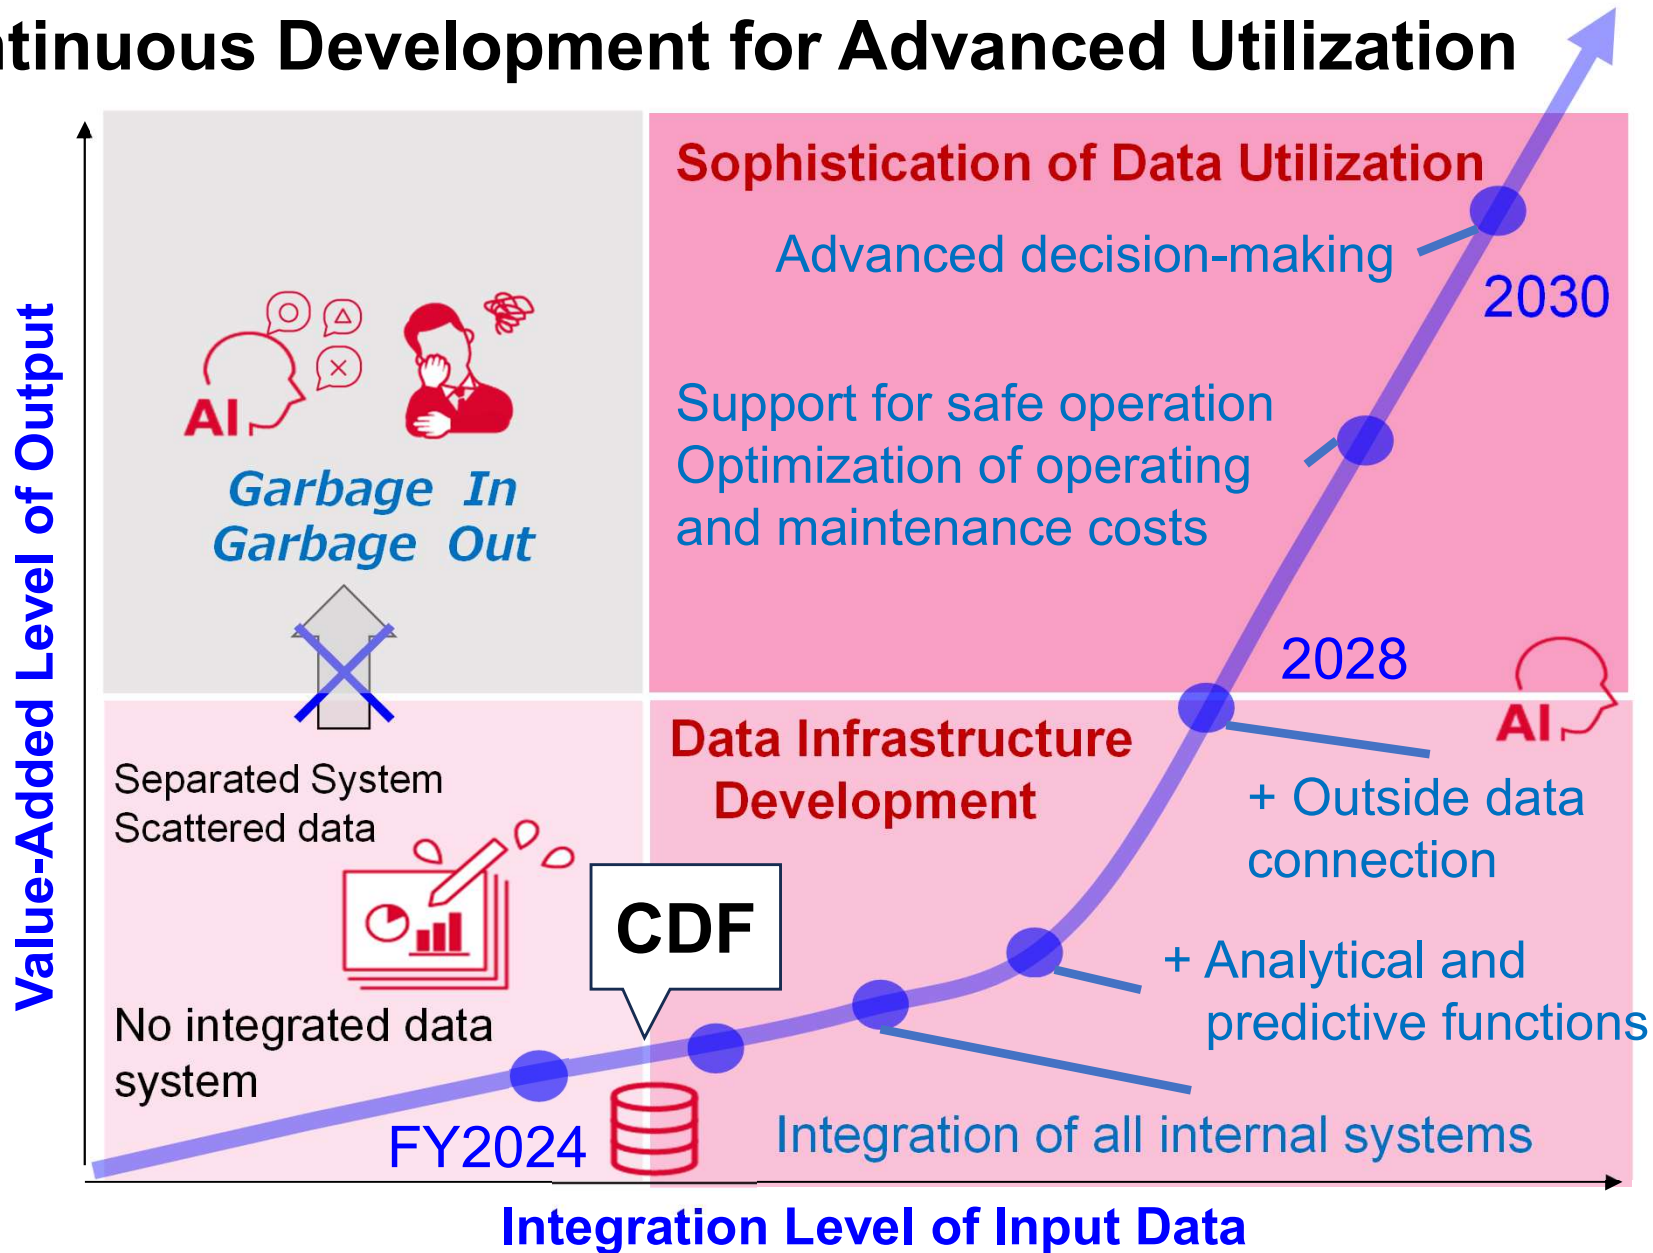 ntinuous Development for Advanced Utilization
Value-Added Level of Output
AI
Garbage In
Garbage Out
Sophistication of Data Utilization
Advanced decision-making
2030
Support for safe operation
Optimization of operating
and maintenance costs
2028
AI
Separated System
Scattered data
No integrated data
system
FY2024
CDF
Data Infrastructure
Development
+ Outside data
connection
+ Analytical and
predictive functions
Integration of all internal systems
Integration Level of Input Data